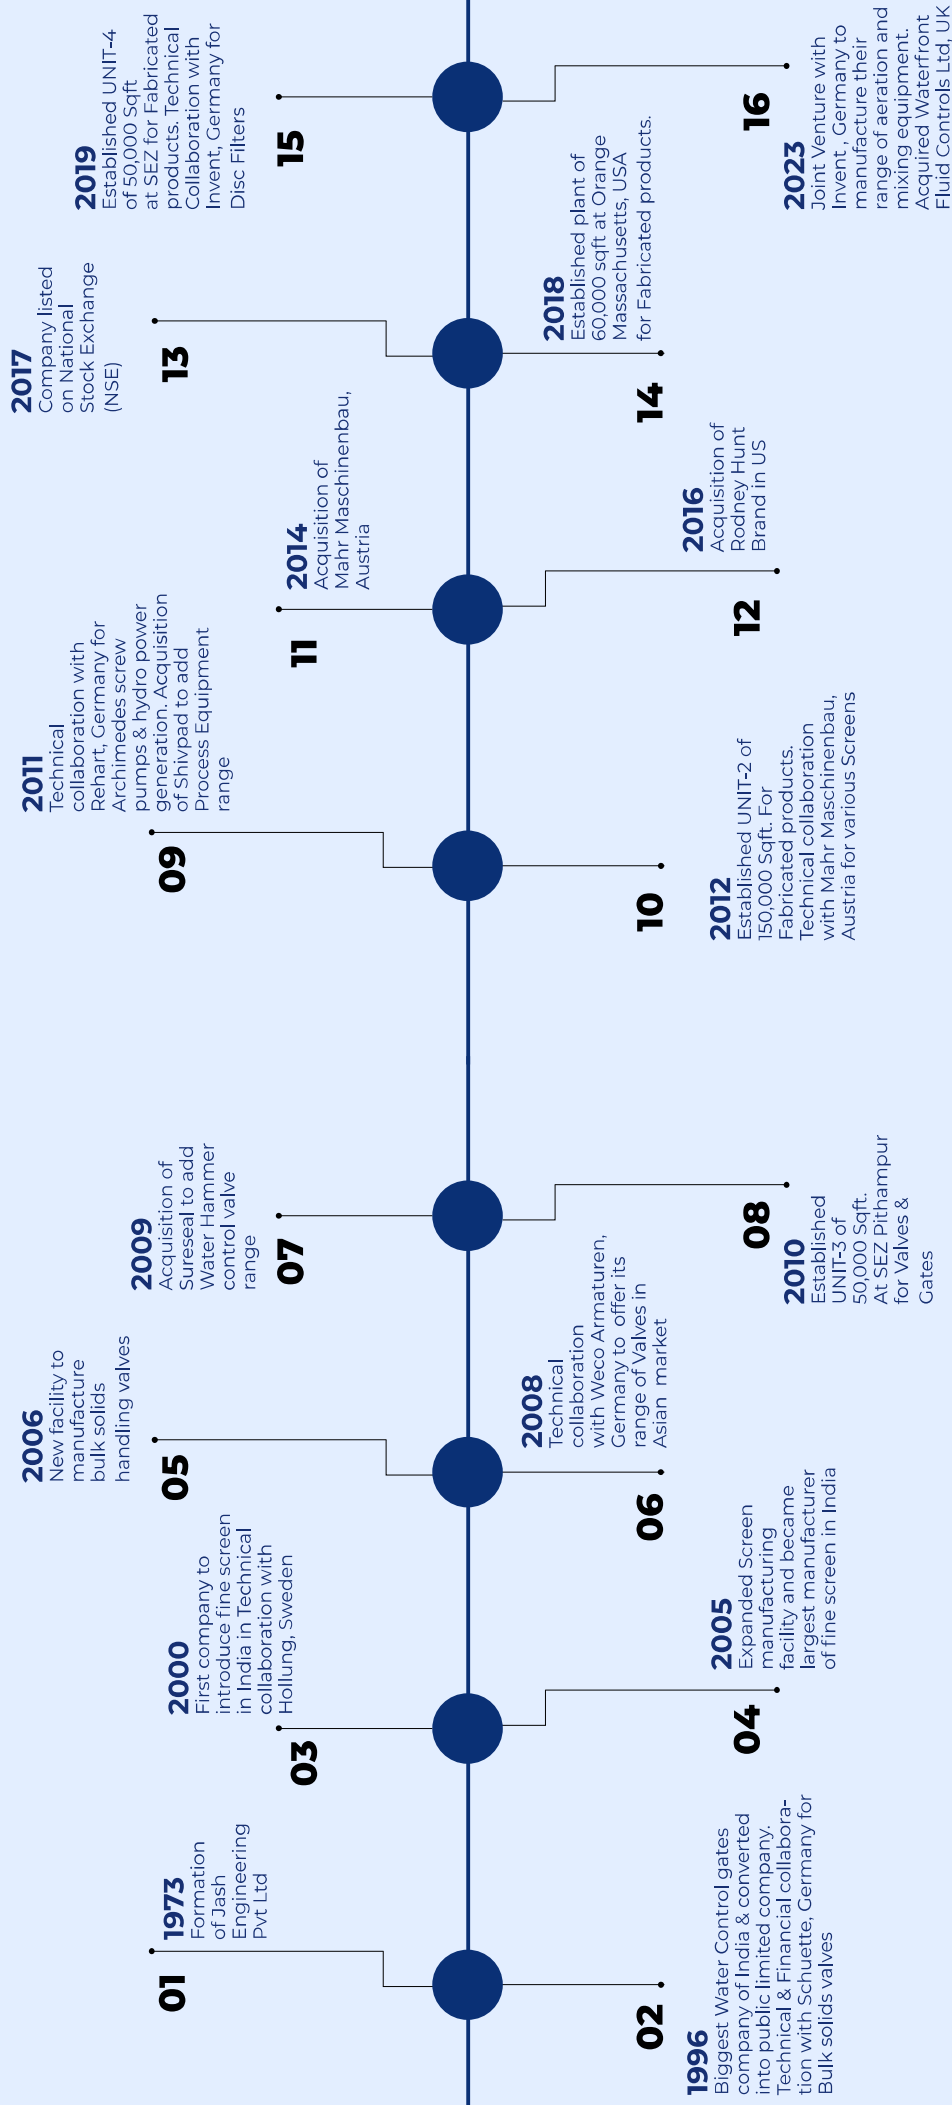 01
1973
Formation
of Jash
Engineering
Pvt Ltd
02
1996
Biggest Water Control gates
company of India & converted
into public limited company.
Technical & Financial collabora-
tion with Schuette, Germany for
Bulk solids valves
03
2000
First company to
introduce fine screen
in India in Technical
collaboration with
Hollung, Sweden
04
2005
Expanded Screen
manufacturing
facility and became
largest manufacturer
of fine screen in India
05
2006
New facility to
manufacture
bulk solids
handling valves
06
2008
Technical
collaboration
with Weco Armaturen,
Germany to offer its
range of Valves in
Asian market
07
2009
Acquisition of
Sureseal to add
Water Hammer
control valve
range
08
2010
Established
UNIT-3 of
50,000 Sqft.
At SEZ Pithampur
for Valves &
Gates
09
2011
Technical
collaboration with
Rehart, Germany for
Archimedes screw
pumps & hydro power
generation. Acquisition
of Shivpad to add
Process Equipment
range
10
2012
Established UNIT-2 of
150,000 Sqft. For
Fabricated products.
Technical collaboration
with Mahr Maschinenbau,
Austria for various Screens
11
2014
Acquisition of
Mahr Maschinenbau,
Austria
12
2016
Acquisition of
Rodney Hunt
Brand in US
13
2017
Company listed
on National
Stock Exchange
(NSE)
14
2018
Established plant of
60,000 sqft at Orange
Massachusetts, USA
for Fabricated products.
15
2019
Established UNIT-4
of 50,000 Sqft
at SEZ for Fabricated
products. Technical
Collaboration with
Invent, Germany for
Disc Filters
16
2023
Joint Venture with
Invent , Germany to
manufacture their
range of aeration and
mixing equipment.
Acquired Waterfront
Fluid Controls Ltd, UK